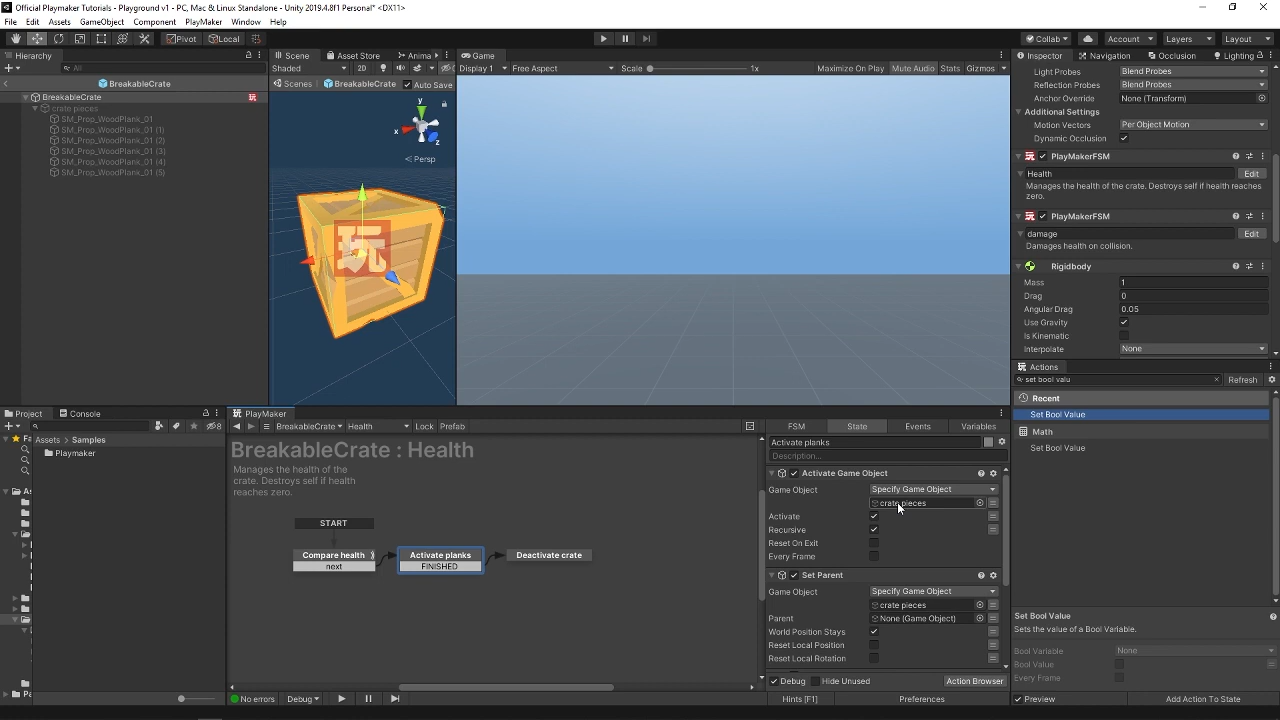 Official Playmaker Tutorials - Playground v1 - PC, Mac & Linux Standalone - Unity 2019.4.8f1 Personal* <DX11>
File Edit Assets GameObject Component PlayMaker Window Help
Pivot Local Collab Account Layers Layout
Hierarchy Scene Asset Store Anima Game Inspector Navigation Occlusion Lighting
All Shaded 2D Display 1 Free Aspect Scale 1x Maximize On Play Mute Audio Stats Gizmos
BreakableCrate Scenes BreakableCrate Auto Save
BreakableCrate
crate pieces
SM_Prop_WoodPlank_01
SM_Prop_WoodPlank_01 (1)
SM_Prop_WoodPlank_01 (2)
SM_Prop_WoodPlank_01 (3)
SM_Prop_WoodPlank_01 (4)
SM_Prop_WoodPlank_01 (5)
y
x
z
< Persp
玩
Light Probes Blend Probes
Reflection Probes Blend Probes
Anchor Override None (Transform)
Additional Settings
Motion Vectors Per Object Motion
Dynamic Occlusion
PlayMakerFSM
Health Edit
Manages the health of the crate. Destroys self if health reaches
zero.
PlayMakerFSM
damage Edit
Damages health on collision.
Rigidbody
Mass 1
Drag 0
Angular Drag 0.05
Use Gravity
Is Kinematic
Interpolate None
Actions
set bool valu Refresh
Recent
Set Bool Value
Math
Set Bool Value
Set Bool Value
Sets the value of a Bool Variable.
Bool Variable None
Bool Value
Every Frame
Preview Add Action To State
Project Console
8
Assets > Samples
Playmaker
Fa
As
Pa
PlayMaker
BreakableCrate Health Lock Prefab
BreakableCrate : Health
Manages the health of the
crate. Destroys self if health
reaches zero.
START
Compare health Activate planks Deactivate crate
next FINISHED
No errors Debug
FSM State Events Variables
Activate planks
Description...
Activate Game Object
Game Object Specify Game Object
crate pieces
Activate
Recursive
Reset On Exit
Every Frame
Set Parent
Game Object Specify Game Object
crate pieces
Parent None (Game Object)
World Position Stays
Reset Local Position
Reset Local Rotation
Debug Hide Unused Action Browser
Hints [F1] Preferences